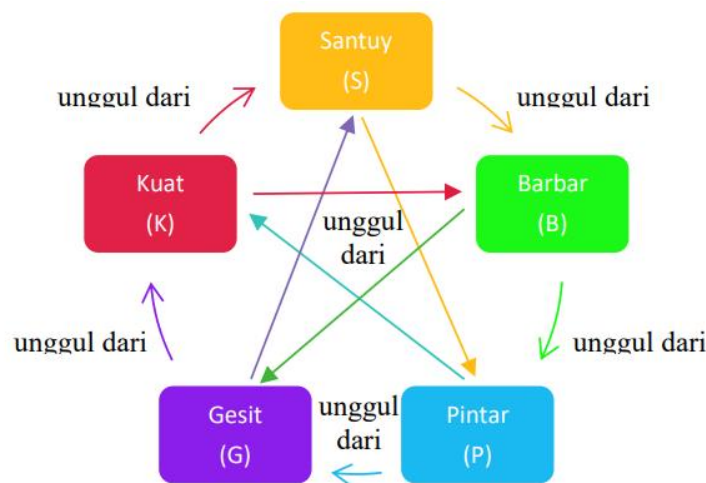 Santuy
(S)
unggul dari
unggul dari
Kuat
(K)
Barbar
(B)
unggul
dari
unggul dari
unggul dari
Gesit
(G)
unggul
dari
Pintar
(P)